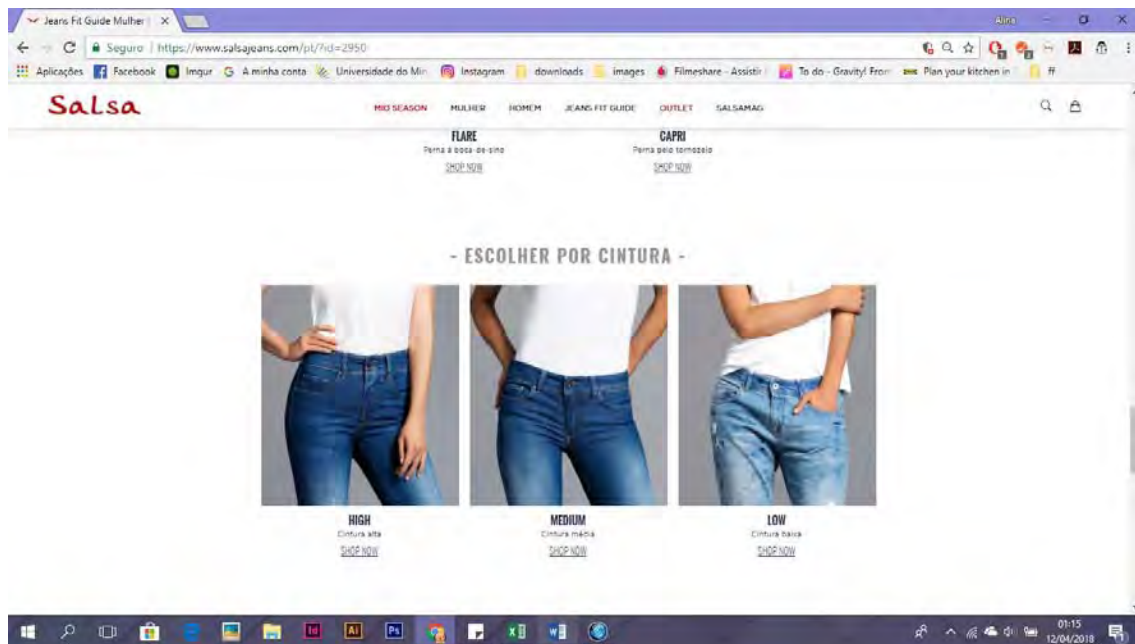 Jeans Fit Guide Mulher
Alina
Seguro | https://www.salsajeans.com/pt/?id=2950
Aplicações Facebook Imgur A minha conta Universidade do Min Instagram downloads images Filmeshare - Assistir To do - Gravity! From Plan your kitchen in ff
Salsa MID SEASON MULHER HOMEM JEANS FIT GUIDE OUTLET SALSAMAG
FLARE CAPRI
Perna à boca-de-sino Perna pelo tornozelo
SHOP NOW SHOP NOW
- ESCOLHER POR CINTURA -
HIGH MEDIUM LOW
Cintura alta Cintura média Cintura baixa
SHOP NOW SHOP NOW SHOP NOW
Id Ai Ps
01:15
12/04/2018